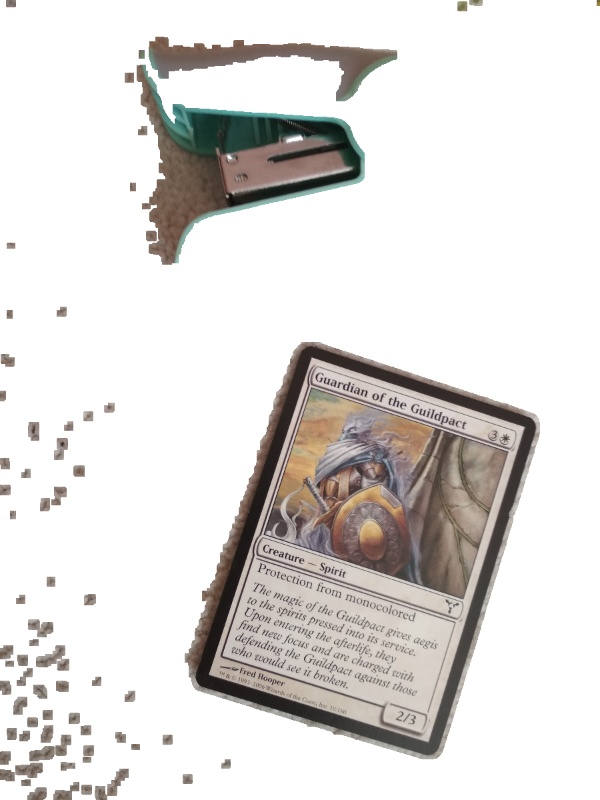 Guardian of the Guildpact
3
Creature — Spirit
Protection from monocolored
The magic of the Guildpact gives aegis
to the spirits pressed into its service.
Upon entering the afterlife, they
find new focus and are charged with
defending the Guildpact against those
who would see it broken.
Fred Hooper
2/3